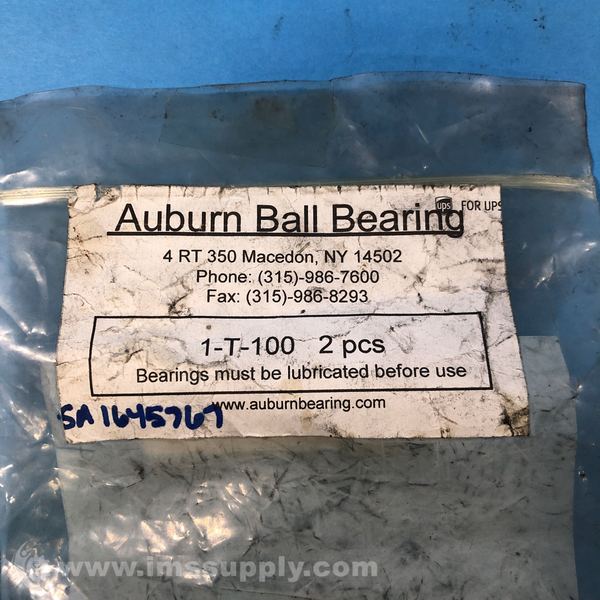 Auburn Ball Bearing
ups FOR UPS
4 RT 350 Macedon, NY 14502
Phone: (315)-986-7600
Fax: (315)-986-8293
1-T-100 2 pcs
Bearings must be lubricated before use
www.auburnbearing.com
SA1645767
© www.imssupply.com